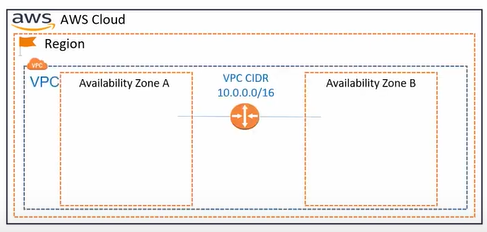 aws AWS Cloud
Region
VPC
VPC
Availability Zone A
VPC CIDR
10.0.0.0/16
Availability Zone B